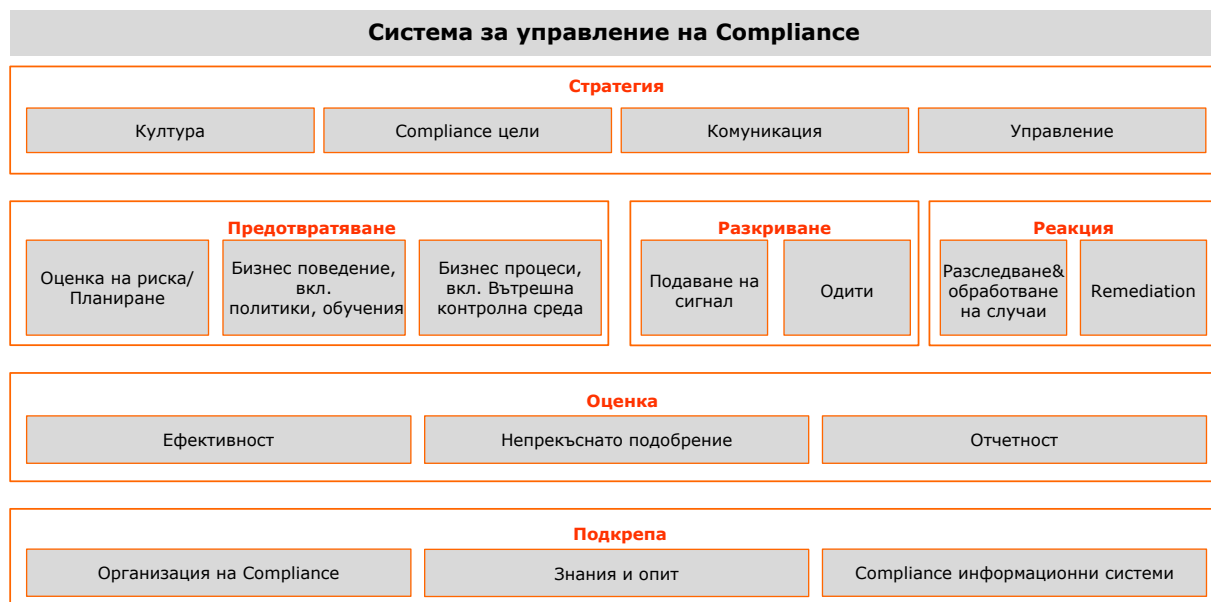 Система за управление на Compliance
Стратегия
Култура
Compliance цели
Комуникация
Управление
Предотвратяване
Оценка на риска/
Планиране
Бизнес поведение,
вкл.
политики, обучения
Бизнес процеси,
вкл. Вътрешна
контролна среда
Разкриване
Подаване на
сигнал
Одити
Реакция
Разследване&
обработване
на случаи
Remediation
Оценка
Ефективност
Непрекъснато подобрение
Отчетност
Подкрепа
Организация на Compliance
Знания и опит
Compliance информационни системи